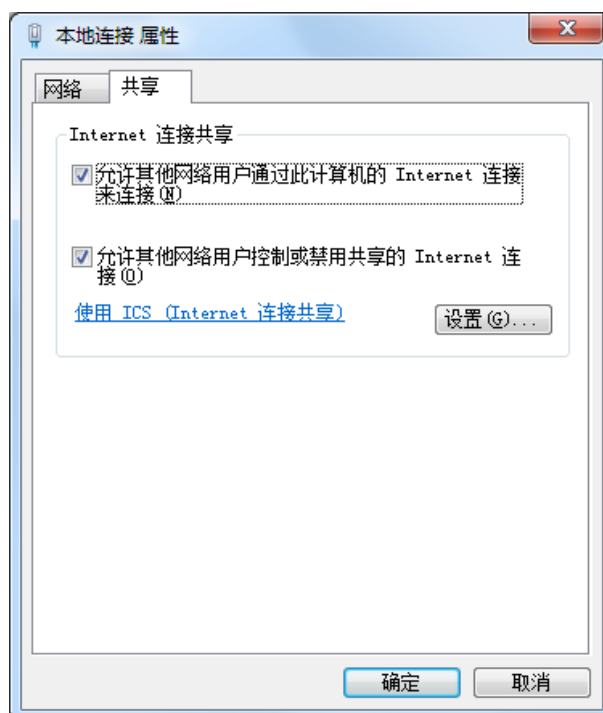 本地连接 属性
网络
共享
Internet 连接共享
允许其他网络用户通过此计算机的 Internet 连接
来连接(N)
允许其他网络用户控制或禁用共享的 Internet 连
接(O)
使用 ICS (Internet 连接共享)
设置(G)...
确定
取消